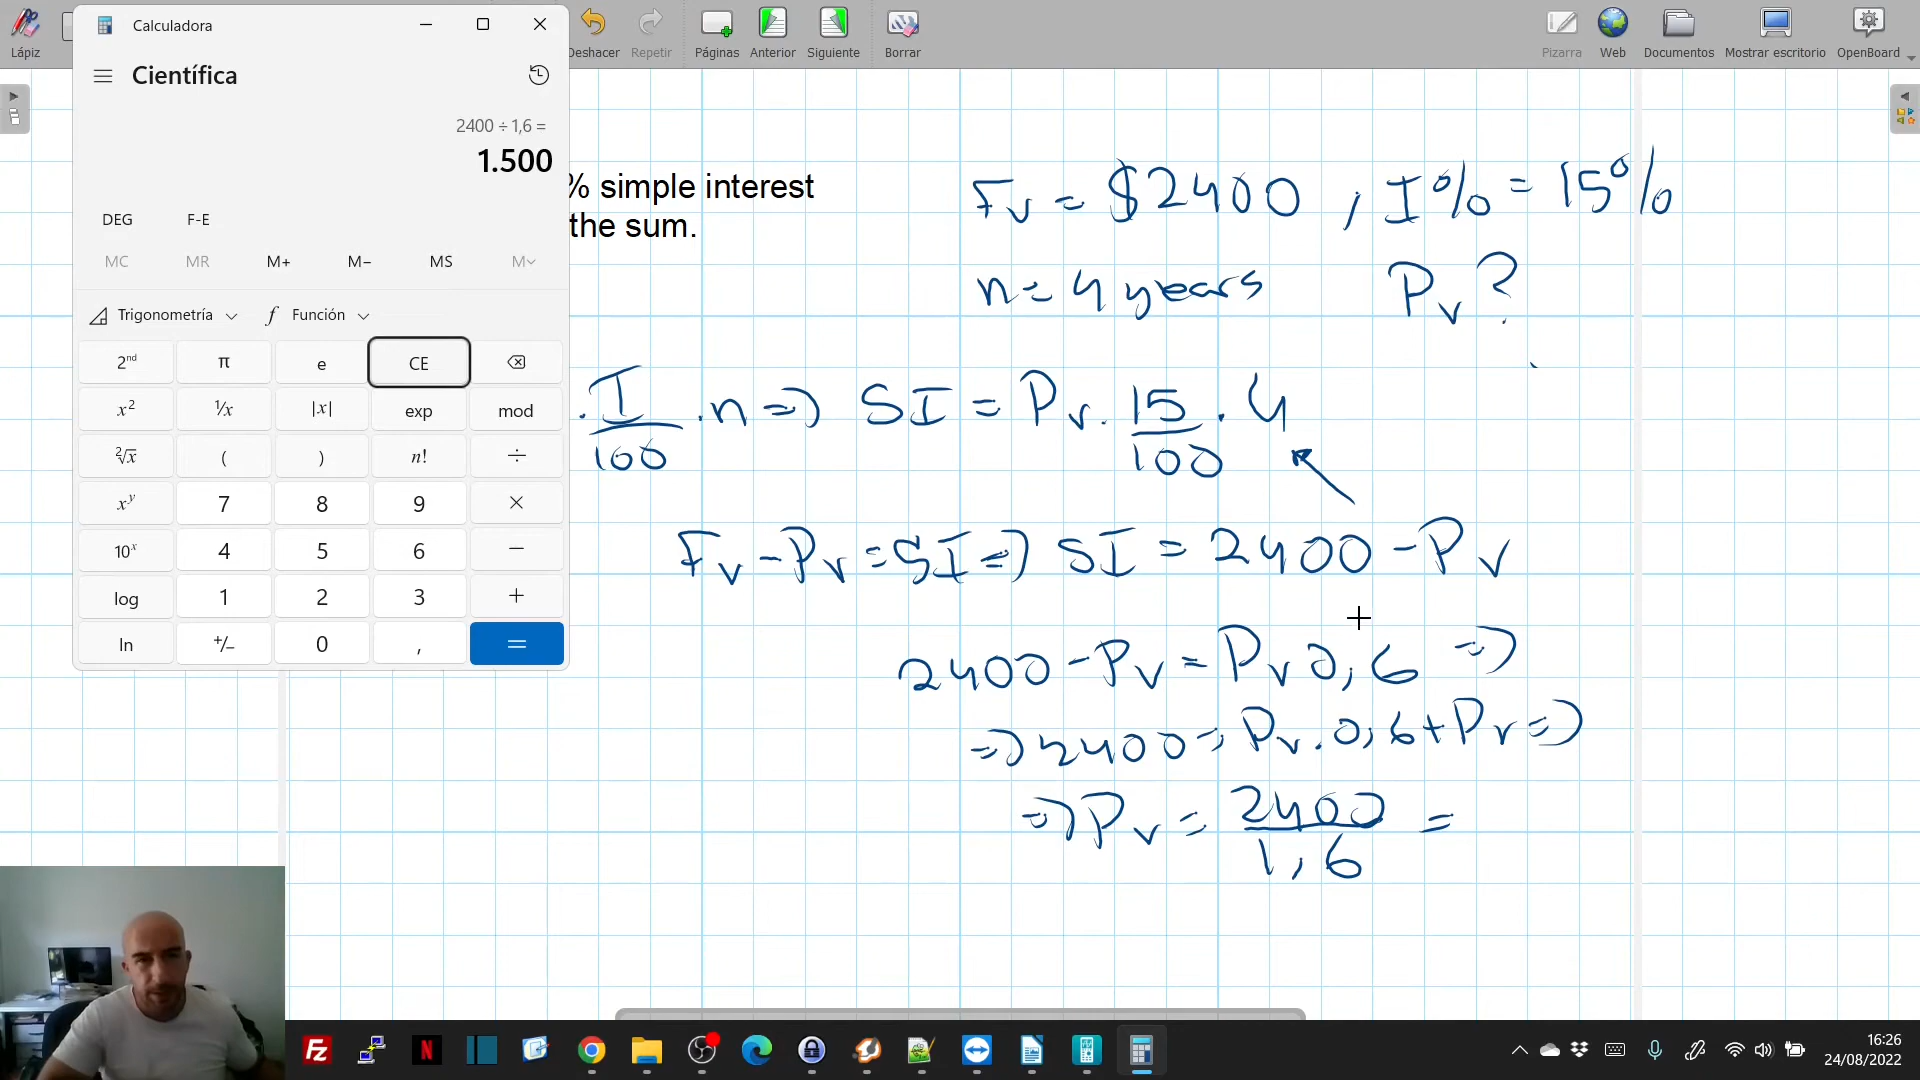 Calculadora
Científica
2400 ÷ 1,6 =
1.500
DEG F-E
MC MR M+ M− MS M
Trigonometría f Función
2nd π e CE
x² ¹⁄x |x| exp mod
²√x ( ) n! ÷
xʸ 7 8 9 ×
10ˣ 4 5 6 −
log 1 2 3 +
ln +/− 0 , =
Lápiz
Deshacer Repetir Páginas Anterior Siguiente Borrar
Pizarra Web Documentos Mostrar escritorio OpenBoard
% simple interest
the sum.
Fv = $2400 , I% = 15%
n = 4 years Pv ?
. I/100 . n => SI = Pv . 15/100 . 4
Fv - Pv = SI => SI = 2400 - Pv
2400 - Pv = Pv 0,6 =>
=> 2400 = Pv . 0,6 + Pv =>
=> Pv = 2400/1,6 =
Fz N
16:26
24/08/2022